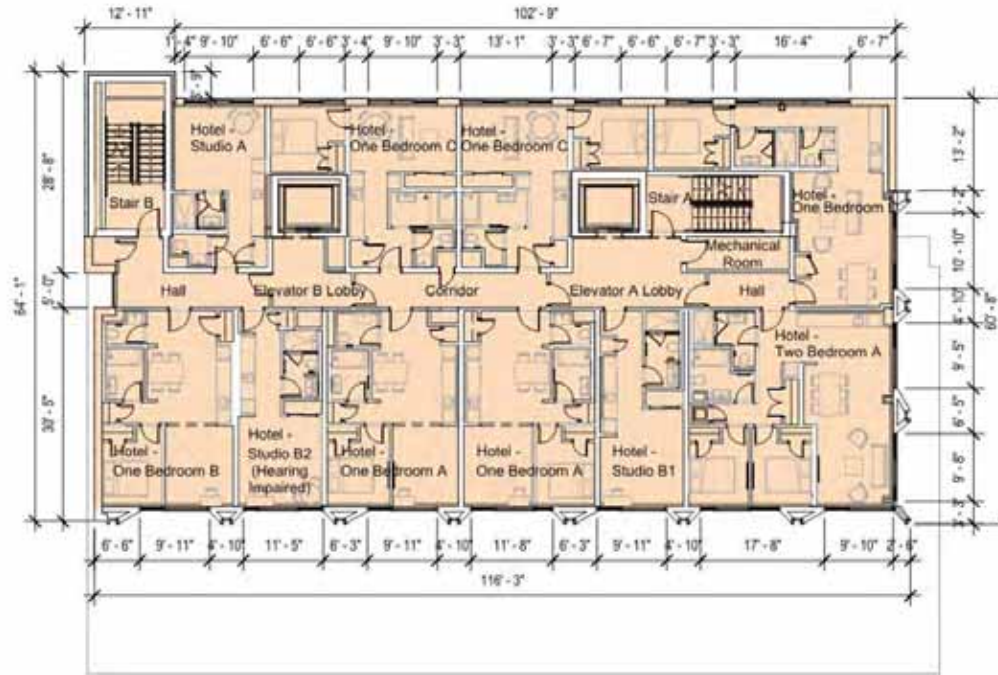 12' - 11"
102' - 9"
1' - 4"
9' - 10"
6' - 6"
6' - 6"
3' - 4"
9' - 10"
3' - 3"
13' - 1"
3' - 3"
6' - 7"
6' - 6"
6' - 7"
3' - 3"
16' - 4"
6' - 7"
Hotel -
Studio A
Hotel -
One Bedroom C
Hotel -
One Bedroom C
Stair B
Stair A
Hotel -
One Bedroom
Mechanical
Room
Hall
Elevator B Lobby
Corridor
Elevator A Lobby
Hall
Hotel -
Two Bedroom A
Hotel -
One Bedroom B
Hotel -
Studio B2
(Hearing
Impaired)
Hotel -
One Bedroom A
Hotel -
One Bedroom A
Hotel -
Studio B1
64' - 1"
28' - 8"
5' - 0"
30' - 5"
13' - 2"
3' - 2"
10' - 10"
4' - 10"
9' - 5"
6' - 5"
9' - 8"
3' - 3"
60' - 8"
6' - 6"
9' - 11"
4' - 10"
11' - 5"
6' - 3"
9' - 11"
4' - 10"
11' - 8"
6' - 3"
9' - 11"
4' - 10"
17' - 8"
9' - 10"
2' - 6"
116' - 3"